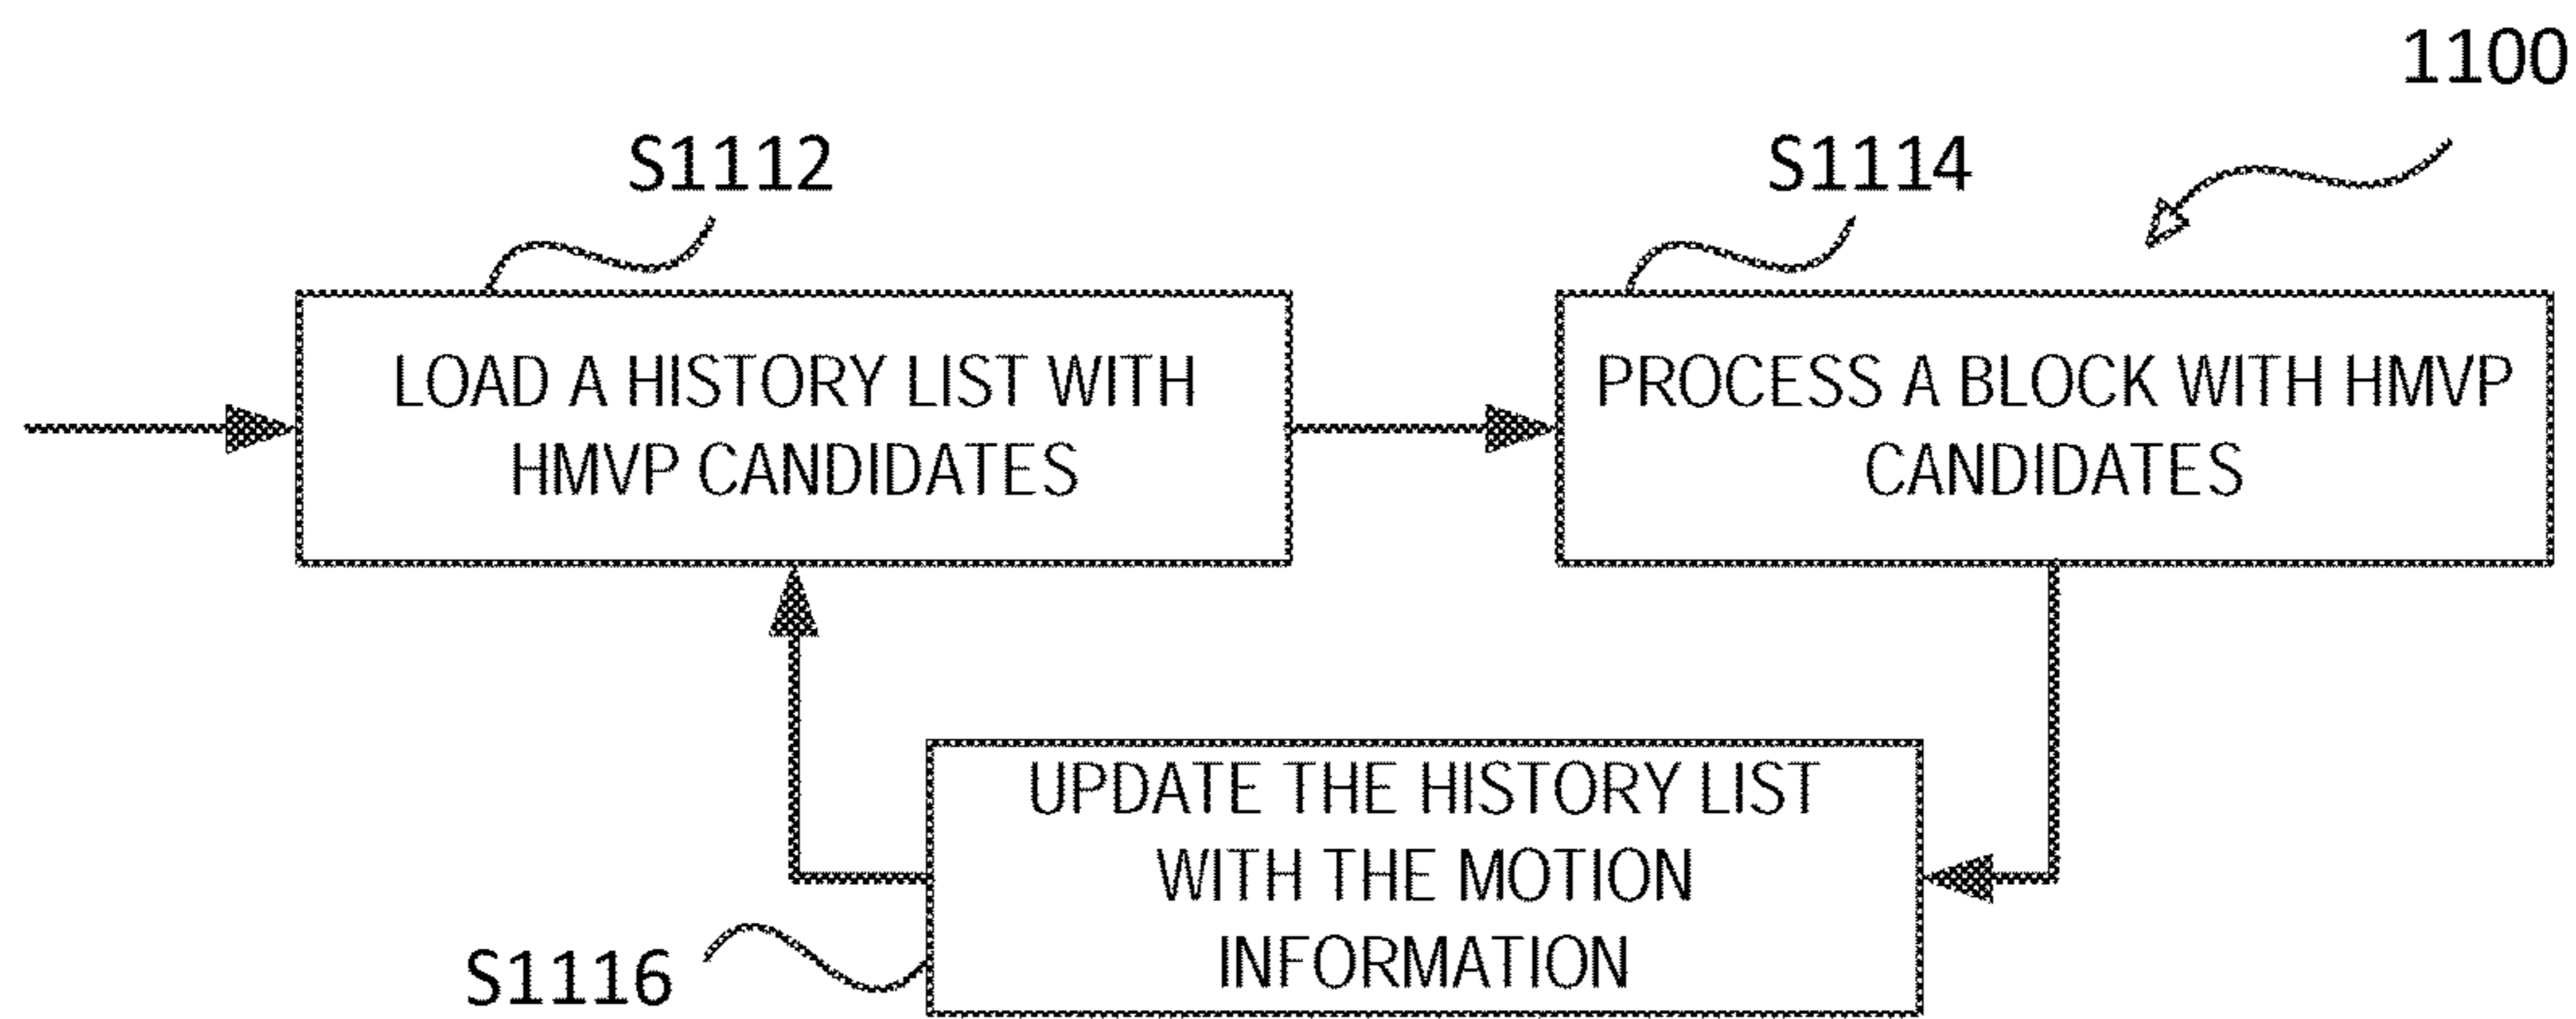 1100
S1112
S1114
LOAD A HISTORY LIST WITH
HMVP CANDIDATES
PROCESS A BLOCK WITH HMVP
CANDIDATES
UPDATE THE HISTORY LIST
WITH THE MOTION
INFORMATION
S1116